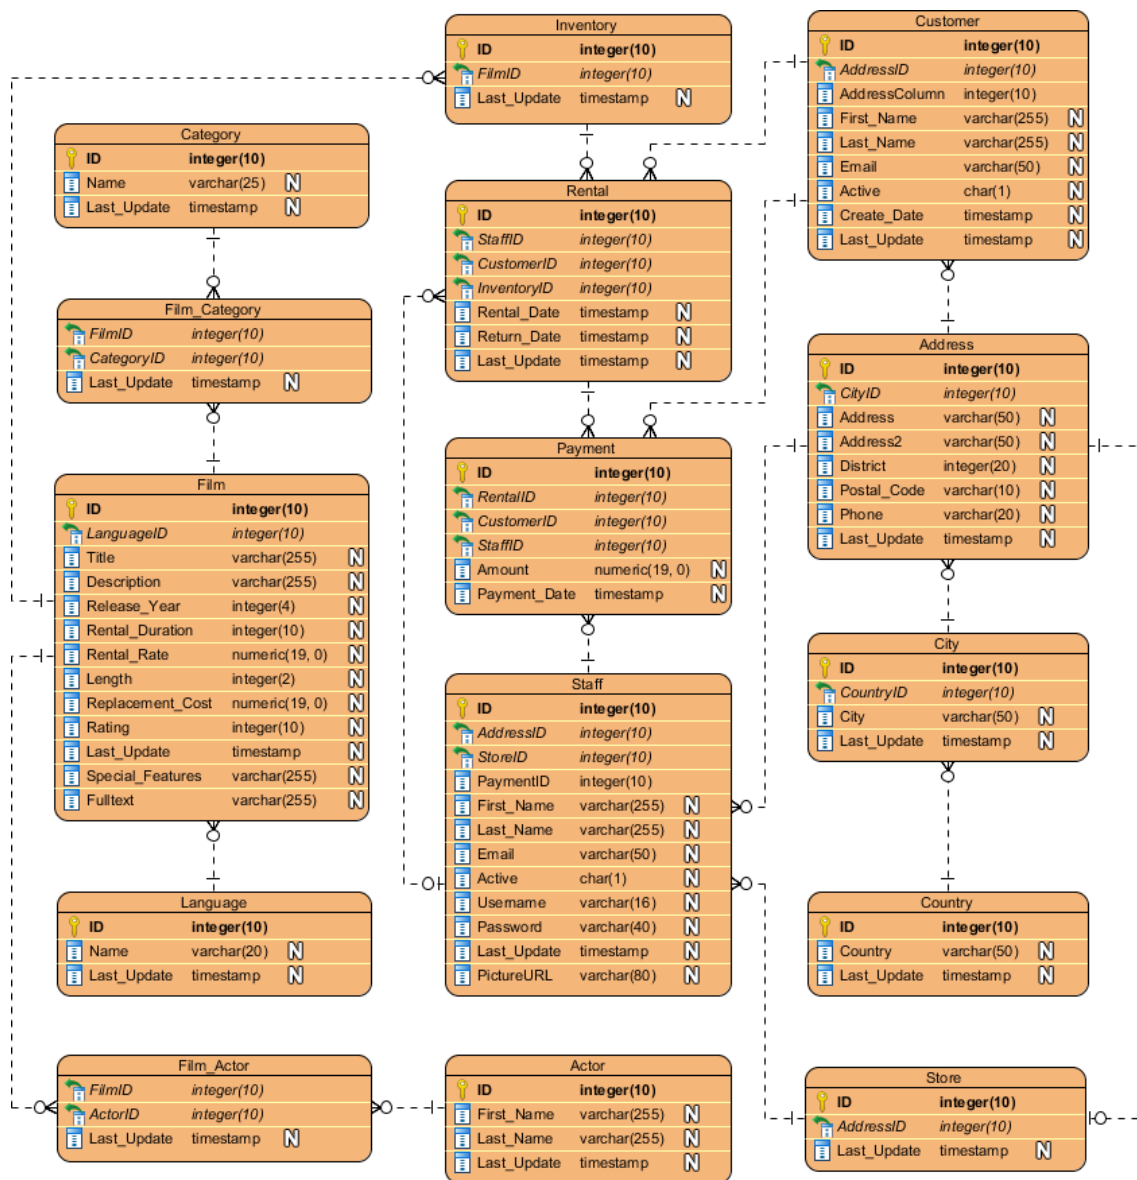 Inventory
ID integer(10)
FilmID integer(10)
Last_Update timestamp N
Customer
ID integer(10)
AddressID integer(10)
AddressColumn integer(10)
First_Name varchar(255) N
Last_Name varchar(255) N
Email varchar(50) N
Active char(1) N
Create_Date timestamp N
Last_Update timestamp N
Category
ID integer(10)
Name varchar(25) N
Last_Update timestamp N
Rental
ID integer(10)
StaffID integer(10)
CustomerID integer(10)
InventoryID integer(10)
Rental_Date timestamp N
Return_Date timestamp N
Last_Update timestamp N
Film_Category
FilmID integer(10)
CategoryID integer(10)
Last_Update timestamp N
Address
ID integer(10)
CityID integer(10)
Address varchar(50) N
Address2 varchar(50) N
District integer(20) N
Postal_Code varchar(10) N
Phone varchar(20) N
Last_Update timestamp N
Payment
ID integer(10)
RentalID integer(10)
CustomerID integer(10)
StaffID integer(10)
Amount numeric(19, 0) N
Payment_Date timestamp N
Film
ID integer(10)
LanguageID integer(10)
Title varchar(255) N
Description varchar(255) N
Release_Year integer(4) N
Rental_Duration integer(10) N
Rental_Rate numeric(19, 0) N
Length integer(2) N
Replacement_Cost numeric(19, 0) N
Rating integer(10) N
Last_Update timestamp N
Special_Features varchar(255) N
Fulltext varchar(255) N
City
ID integer(10)
CountryID integer(10)
City varchar(50) N
Last_Update timestamp N
Staff
ID integer(10)
AddressID integer(10)
StoreID integer(10)
PaymentID integer(10)
First_Name varchar(255) N
Last_Name varchar(255) N
Email varchar(50) N
Active char(1) N
Username varchar(16) N
Password varchar(40) N
Last_Update timestamp N
PictureURL varchar(80) N
Language
ID integer(10)
Name varchar(20) N
Last_Update timestamp N
Country
ID integer(10)
Country varchar(50) N
Last_Update timestamp N
Film_Actor
FilmID integer(10)
ActorID integer(10)
Last_Update timestamp N
Actor
ID integer(10)
First_Name varchar(255) N
Last_Name varchar(255) N
Last_Update timestamp N
Store
ID integer(10)
AddressID integer(10)
Last_Update timestamp N